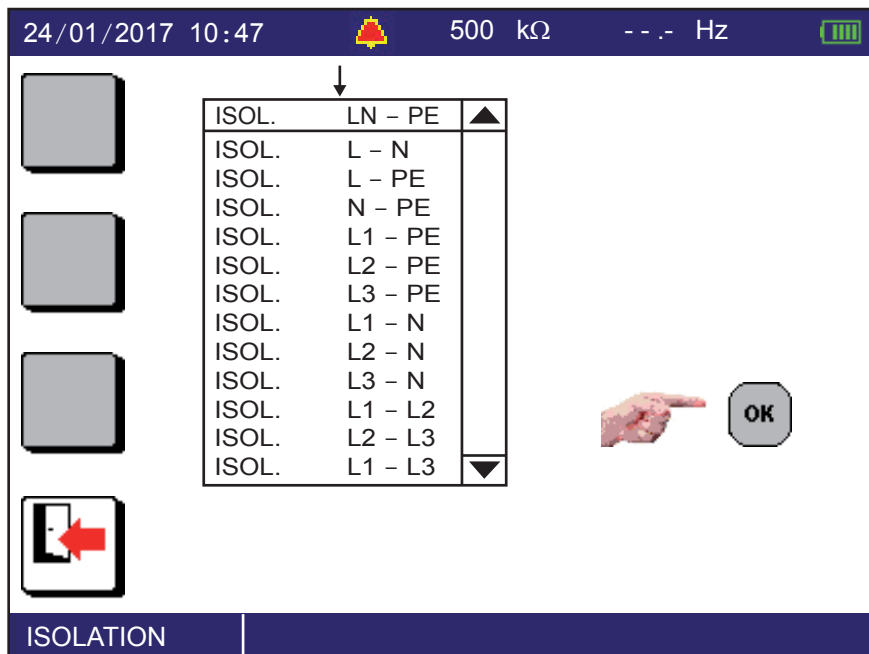 24/01/2017 10:47 500 kΩ - - .- Hz
ISOL. LN – PE
ISOL. L – N
ISOL. L – PE
ISOL. N – PE
ISOL. L1 – PE
ISOL. L2 – PE
ISOL. L3 – PE
ISOL. L1 – N
ISOL. L2 – N
ISOL. L3 – N
ISOL. L1 – L2
ISOL. L2 – L3
ISOL. L1 – L3
OK
ISOLATION